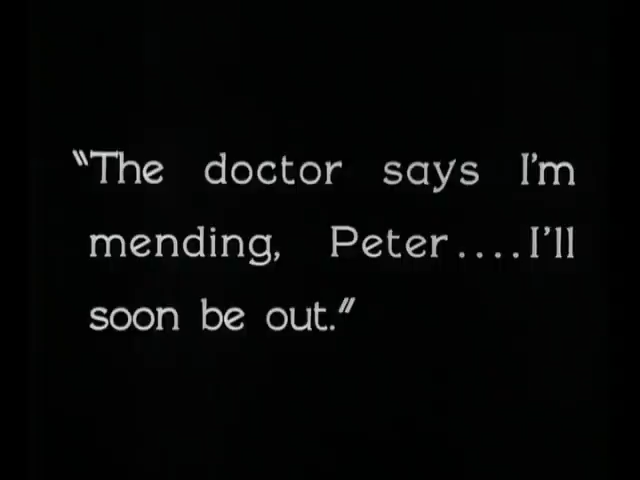 "The doctor says I'm
mending, Peter....I'll
soon be out."